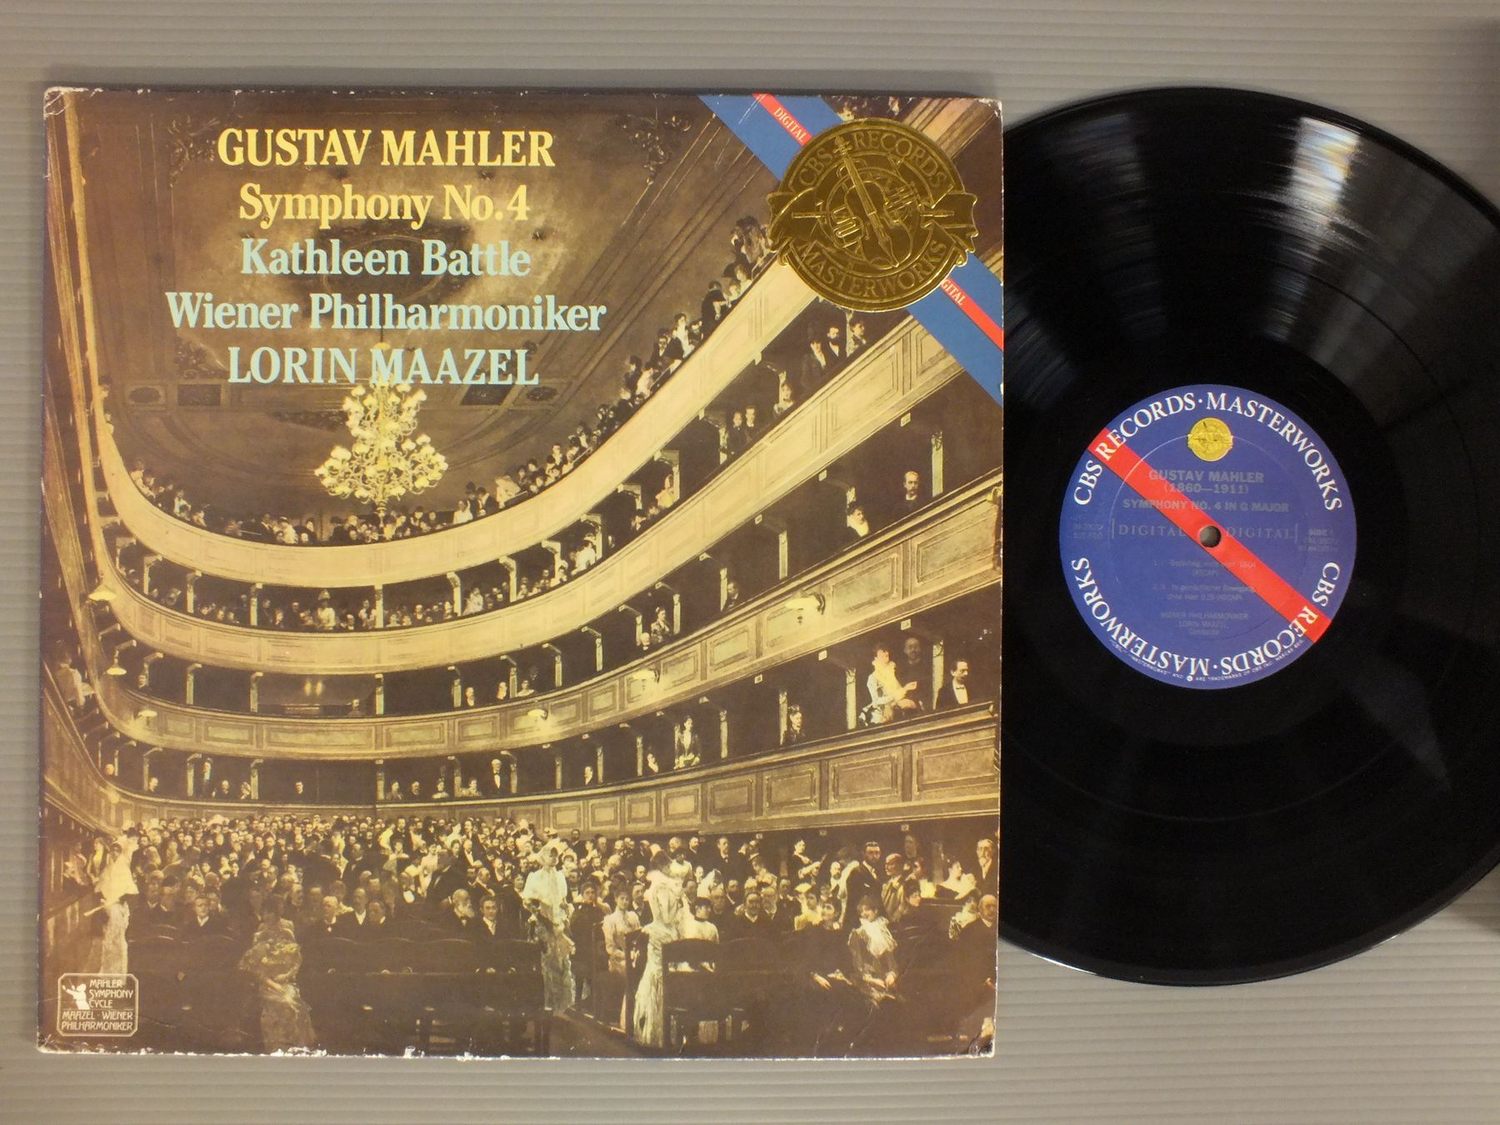 GUSTAV MAHLER
Symphony No. 4
Kathleen Battle
Wiener Philharmoniker
LORIN MAAZEL
DIGITAL
CBS RECORDS
MASTERWORKS
MAHLER
SYMPHONY
CYCLE
MAAZEL · WIENER
PHILHARMONIKER
CBS RECORDS · MASTERWORKS
GUSTAV MAHLER
(1860—1911)
SYMPHONY NO. 4 IN G MAJOR
DIGITAL DIGITAL
SIDE
WIENER PHILHARMONIKER
LORIN MAAZEL
CBS RECORDS · MASTERWORKS